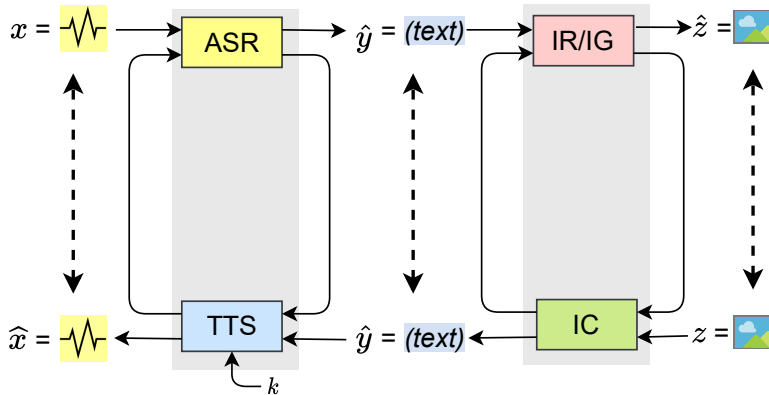 x = ASR ŷ = (text) IR/IG ẑ =
x̂ = TTS ŷ = (text) IC z =
k